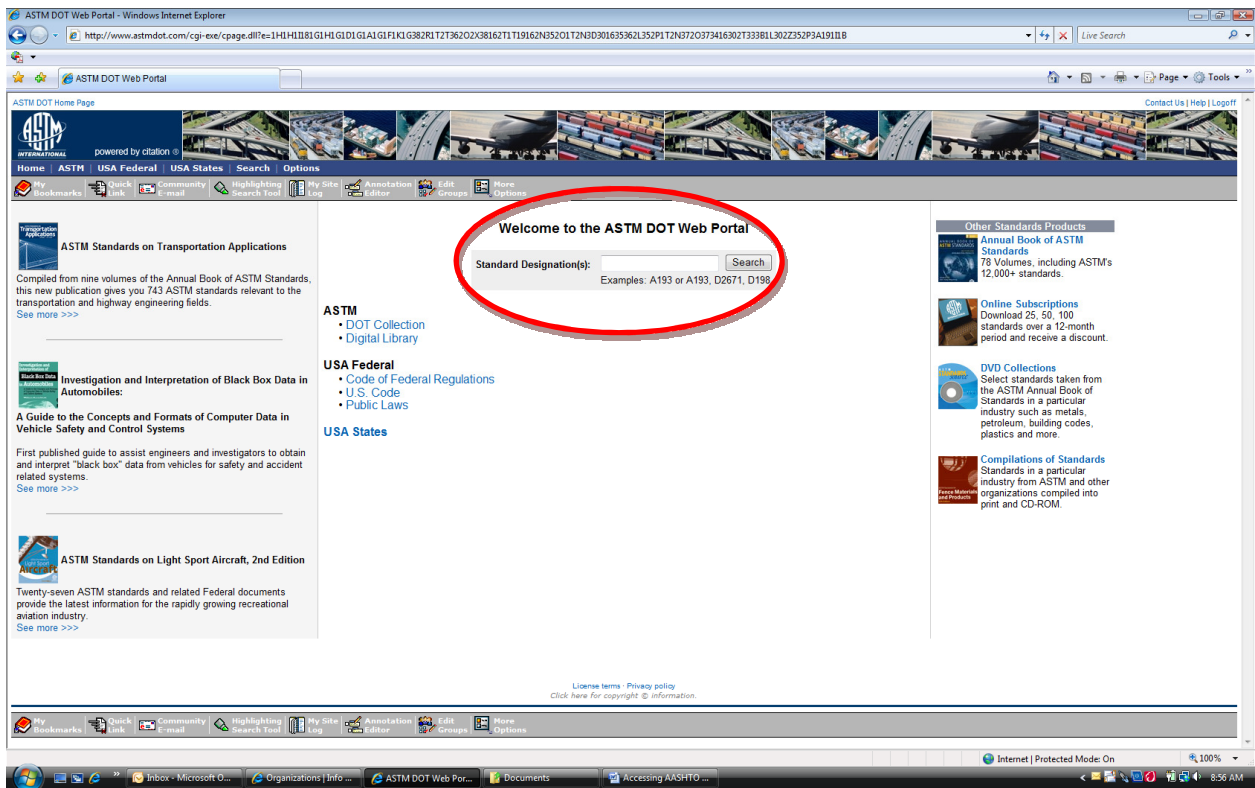 ASTM DOT Web Portal - Windows Internet Explorer
http://www.astmdot.com/cgi-exe/cpage.dll?e=
Live Search
ASTM DOT Web Portal
Page
Tools
ASTM DOT Home Page
Contact Us | Help | Logoff
ASTM
INTERNATIONAL
powered by citation ®
Home | ASTM | USA Federal | USA States | Search | Options
My Bookmarks
Quick Link
Community E-mail
Highlighting Search Tool
My Site Log
Annotation Editor
Edit Groups
More Options
Transportation
Applications
ASTM Standards on Transportation Applications
Compiled from nine volumes of the Annual Book of ASTM Standards,
this new publication gives you 743 ASTM standards relevant to the
transportation and highway engineering fields.
See more >>>
Black Box Data
Investigation and Interpretation of Black Box Data in
Automobiles:
A Guide to the Concepts and Formats of Computer Data in
Vehicle Safety and Control Systems
First published guide to assist engineers and investigators to obtain
and interpret "black box" data from vehicles for safety and accident
related systems.
See more >>>
Light Sport
Aircraft
ASTM Standards on Light Sport Aircraft, 2nd Edition
Twenty-seven ASTM standards and related Federal documents
provide the latest information for the rapidly growing recreational
aviation industry.
See more >>>
Welcome to the ASTM DOT Web Portal
Standard Designation(s):
Search
Examples: A193 or A193, D2671, D198
ASTM
• DOT Collection
• Digital Library
USA Federal
• Code of Federal Regulations
• U.S. Code
• Public Laws
USA States
Other Standards Products
Annual Book of ASTM
Standards
78 Volumes, including ASTM's
12,000+ standards.
Online Subscriptions
Download 25, 50, 100
standards over a 12-month
period and receive a discount.
DVD Collections
Select standards taken from
the ASTM Annual Book of
Standards in a particular
industry such as metals,
petroleum, building codes,
plastics and more.
Fence Materials
and Products
Compilations of Standards
Standards in a particular
industry from ASTM and other
organizations compiled into
print and CD-ROM.
License terms · Privacy policy
Click here for copyright © information.
My Bookmarks
Quick Link
Community E-mail
Highlighting Search Tool
My Site Log
Annotation Editor
Edit Groups
More Options
Internet | Protected Mode: On
100%
Inbox - Microsoft O...
Organizations | Info ...
ASTM DOT Web Por...
Documents
Accessing AASHTO ...
8:56 AM